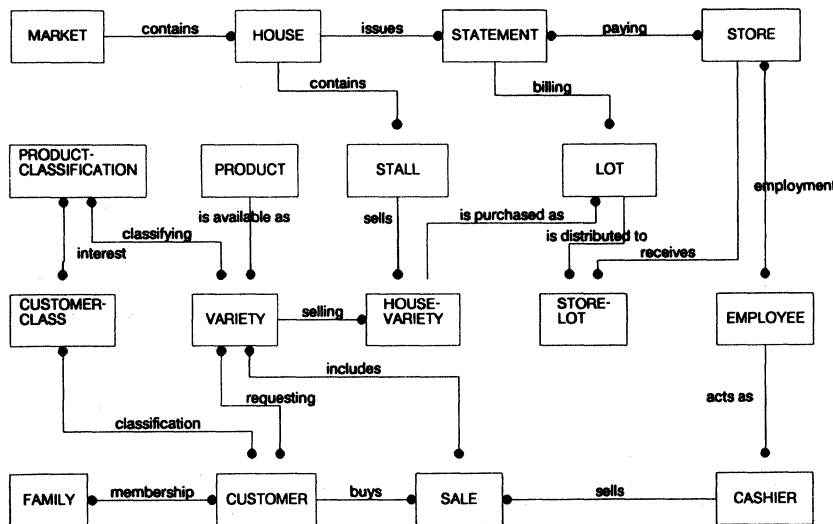 MARKET
contains
HOUSE
issues
STATEMENT
paying
STORE
contains
billing
PRODUCT-
CLASSIFICATION
PRODUCT
STALL
LOT
employment
is available as
sells
is purchased as
classifying
is distributed to
interest
receives
CUSTOMER-
CLASS
VARIETY
selling
HOUSE-
VARIETY
STORE-
LOT
EMPLOYEE
includes
requesting
acts as
classification
FAMILY
membership
CUSTOMER
buys
SALE
sells
CASHIER